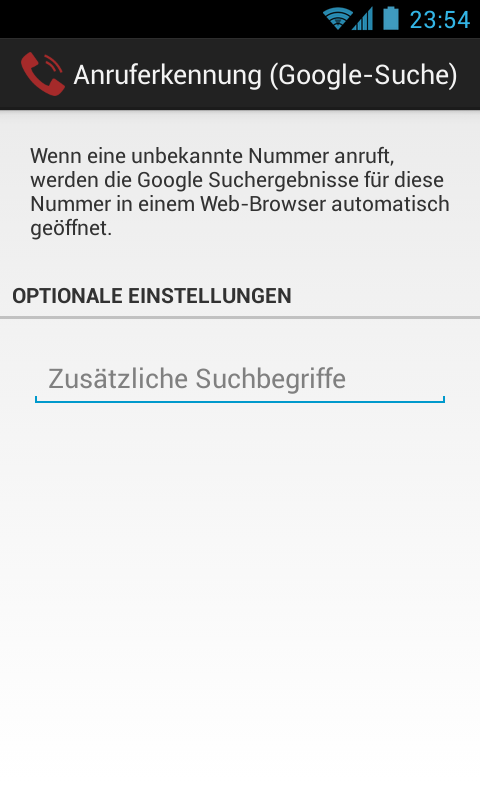 23:54
Anruferkennung (Google-Suche)
Wenn eine unbekannte Nummer anruft,
werden die Google Suchergebnisse für diese
Nummer in einem Web-Browser automatisch
geöffnet.
OPTIONALE EINSTELLUNGEN
Zusätzliche Suchbegriffe